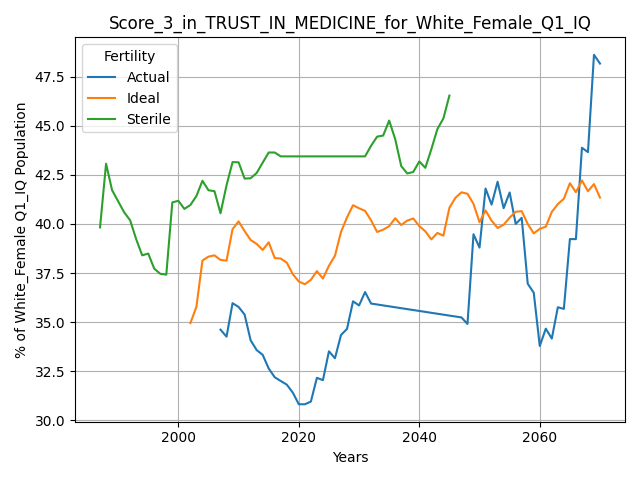 Score_3_in_TRUST_IN_MEDICINE_for_White_Female_Q1_IQ
Fertility
Actual
Ideal
Sterile
% of White_Female Q1_IQ Population
47.5
45.0
42.5
40.0
37.5
35.0
32.5
30.0
2000
2020
2040
2060
Years